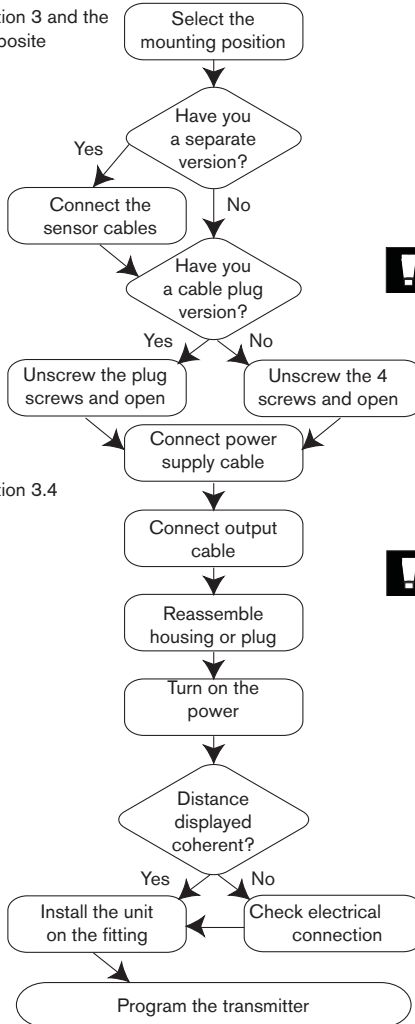 tion 3 and the
posite
Select the
mounting position
Have you
a separate
version?
Yes
No
Connect the
sensor cables
Have you
a cable plug
version?
Yes
No
Unscrew the plug
screws and open
Unscrew the 4
screws and open
Connect power
supply cable
tion 3.4
Connect output
cable
Reassemble
housing or plug
Turn on the
power
Distance
displayed
coherent?
Yes
No
Install the unit
on the fitting
Check electrical
connection
Program the transmitter